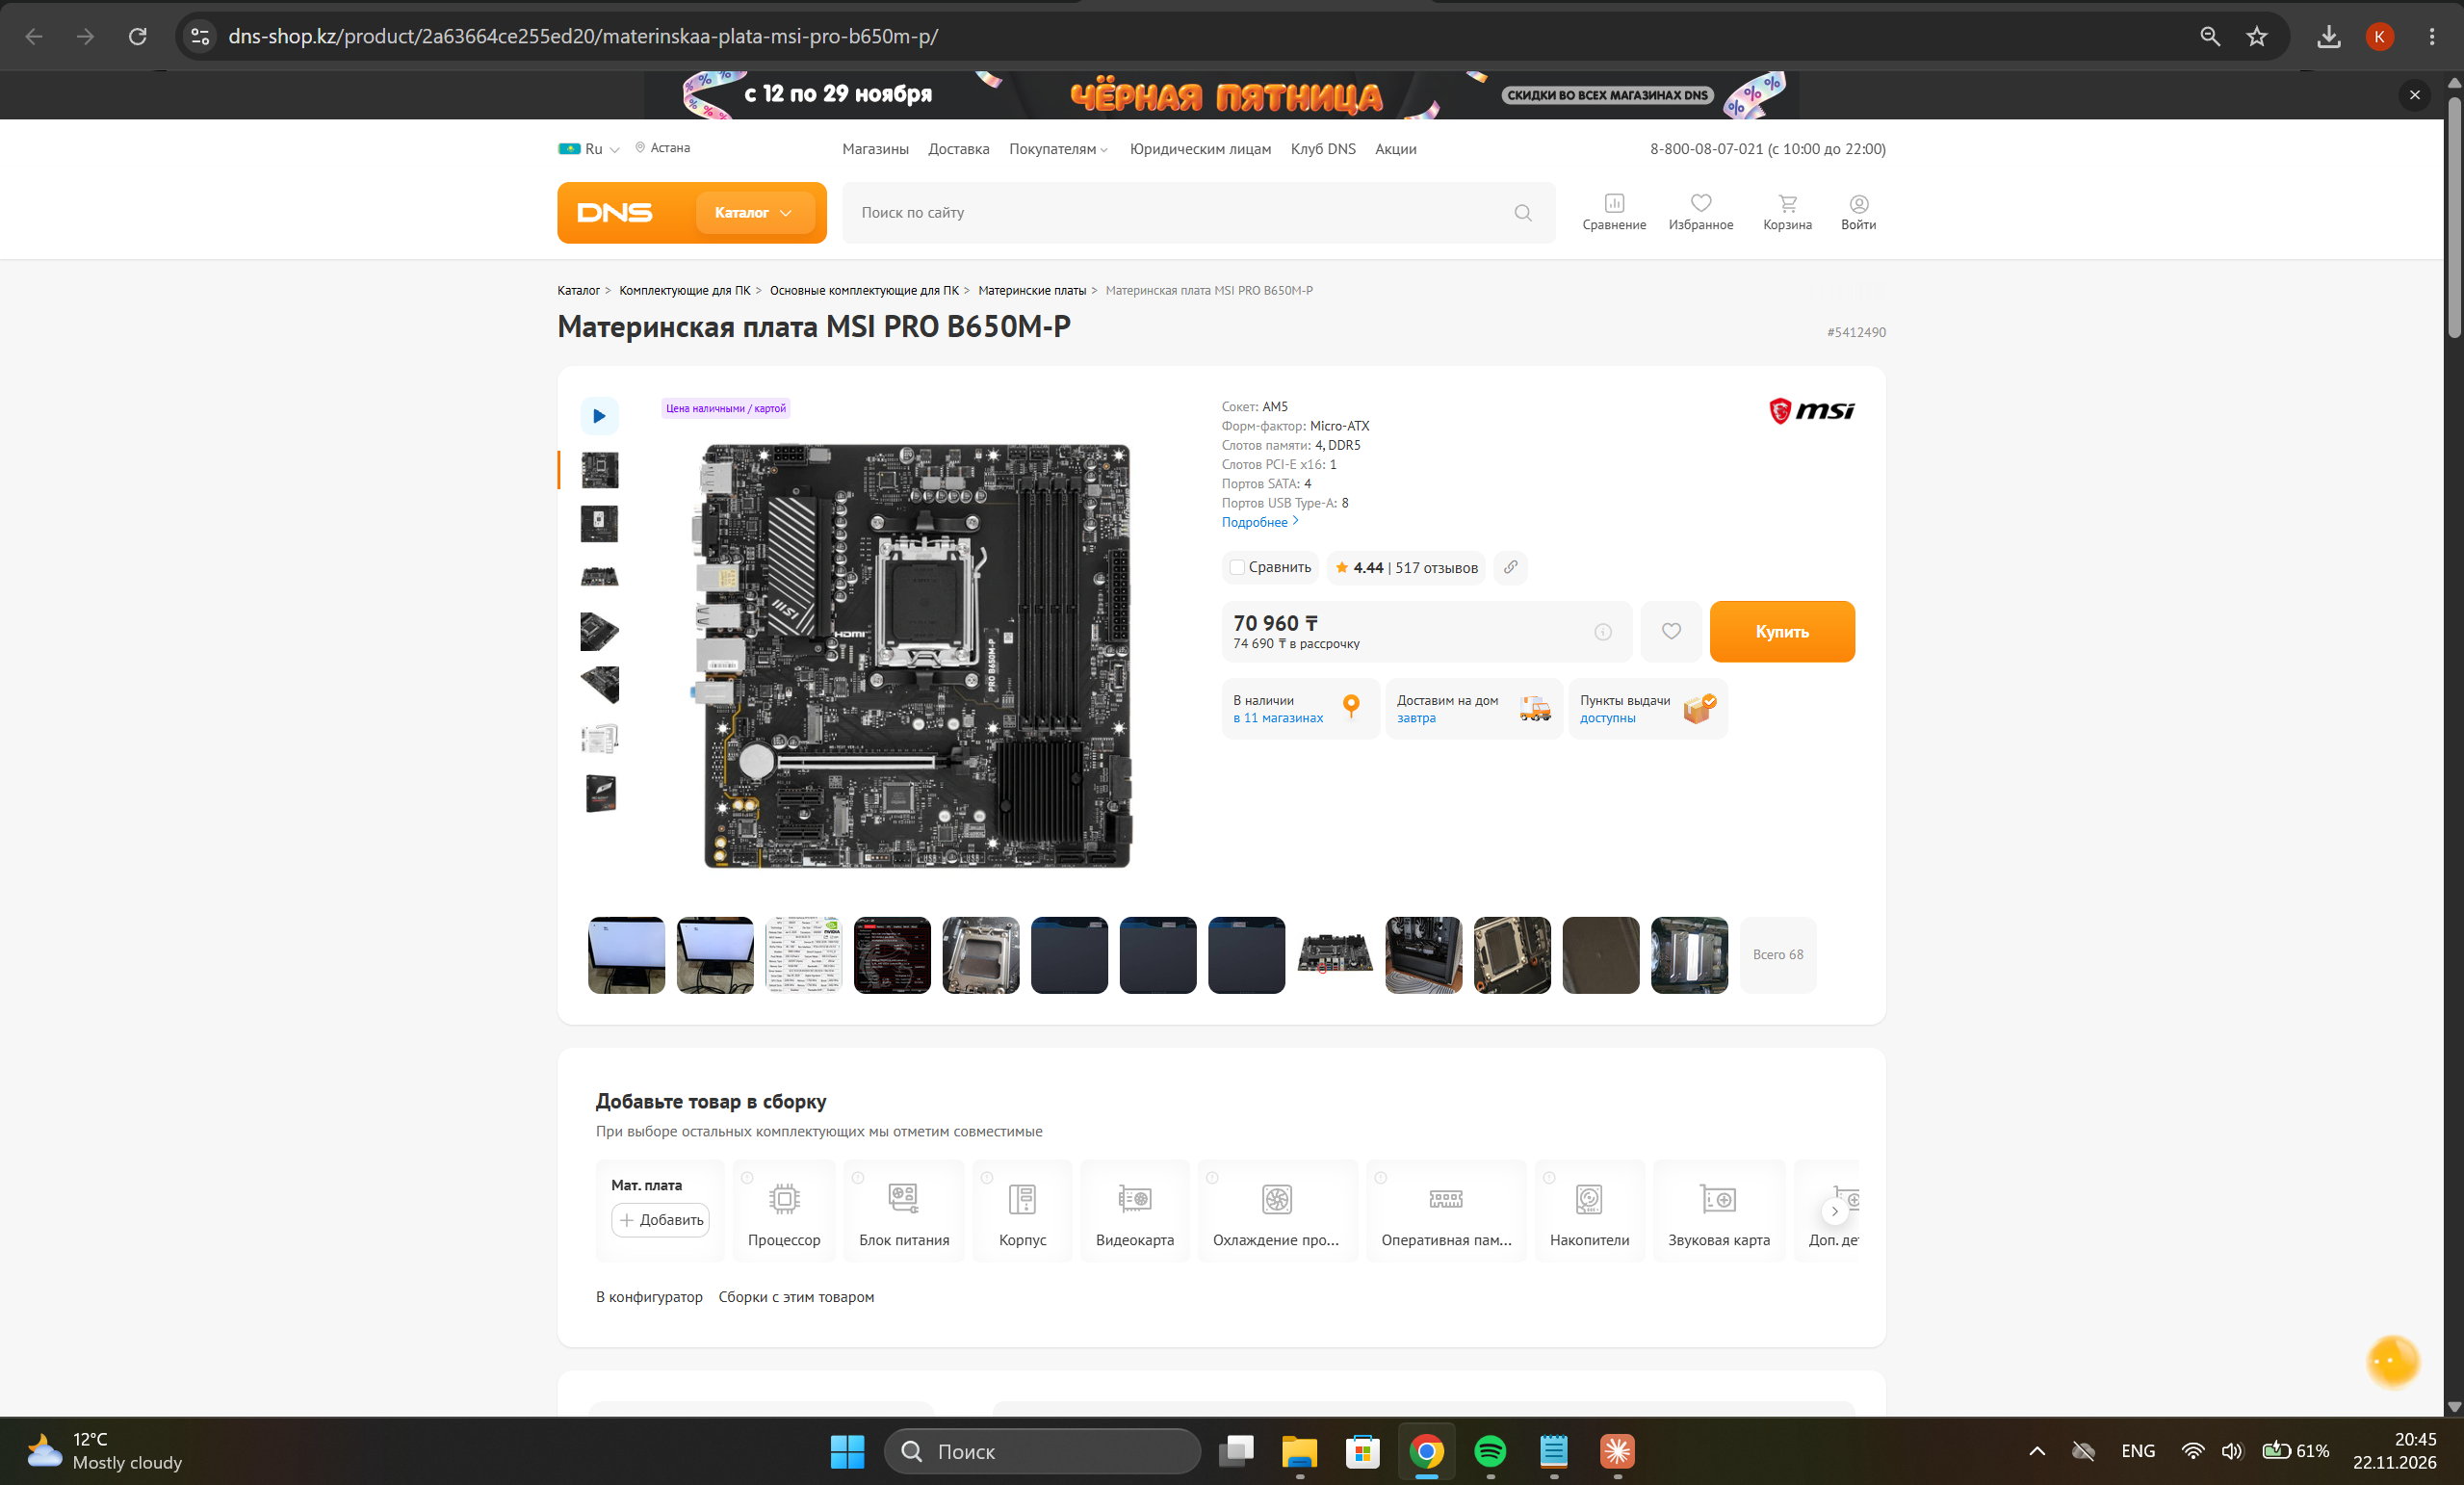 dns-shop.kz/product/2a63664ce255ed20/materinskaa-plata-msi-pro-b650m-p/
K
с 12 по 29 ноября
ЧЁРНАЯ ПЯТНИЦА
СКИДКИ ВО ВСЕХ МАГАЗИНАХ DNS
Ru
Астана
Магазины
Доставка
Покупателям
Юридическим лицам
Клуб DNS
Акции
8-800-08-07-021 (с 10:00 до 22:00)
DNS
Каталог
Поиск по сайту
Сравнение
Избранное
Корзина
Войти
Каталог > Комплектующие для ПК > Основные комплектующие для ПК > Материнские платы > Материнская плата MSI PRO B650M-P
Материнская плата MSI PRO B650M-P
#5412490
Цена наличными / картой
msi
HDMI
PRO B650M-P
Сокет: AM5
Форм-фактор: Micro-ATX
Слотов памяти: 4, DDR5
Слотов PCI-E x16: 1
Портов SATA: 4
Портов USB Type-A: 8
Подробнее
msi
Сравнить
4.44 | 517 отзывов
70 960 ₸
74 690 ₸ в рассрочку
Купить
В наличии
в 11 магазинах
Доставим на дом
завтра
Пункты выдачи
доступны
Всего 68
Добавьте товар в сборку
При выборе остальных комплектующих мы отметим совместимые
Мат. плата
+ Добавить
Процессор
Блок питания
Корпус
Видеокарта
Охлаждение про...
Оперативная пам...
Накопители
Звуковая карта
Доп. де
В конфигуратор
Сборки с этим товаром
12°C
Mostly cloudy
Поиск
ENG
61%
20:45
22.11.2026